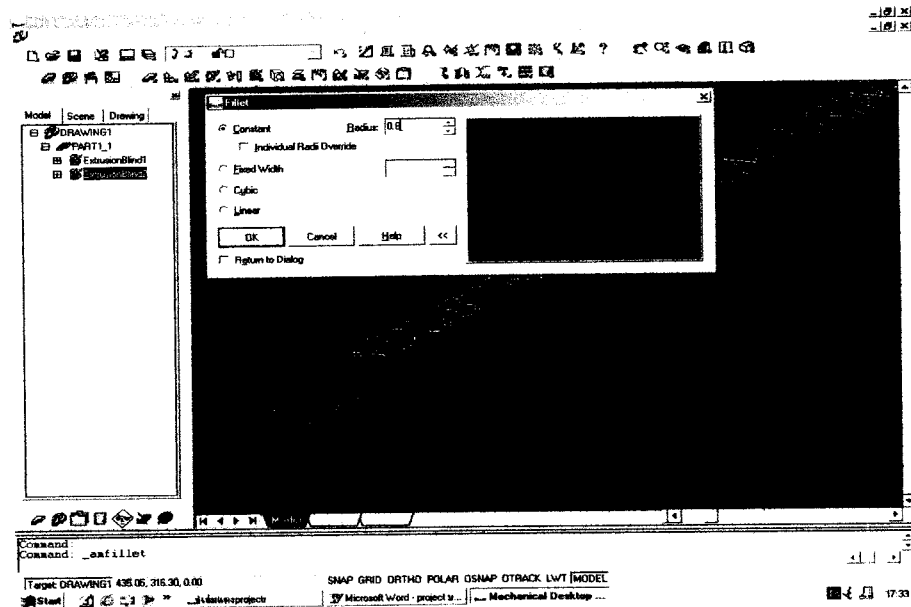 Model Scene Drawing
DRAWING1
PART1_1
ExtrusionBlind1
Fillet
Constant Radius: 0.6
Individual Radii Override
Fixed Width
Cubic
Linear
OK Cancel Help <<
Return to Dialog
Model
Command:
Command: _amfillet
Target: DRAWING1 435.05, 316.30, 0.00 SNAP GRID ORTHO POLAR OSNAP OTRACK LWT MODEL
Start Microsoft Word - project Mechanical Desktop ... 17:33